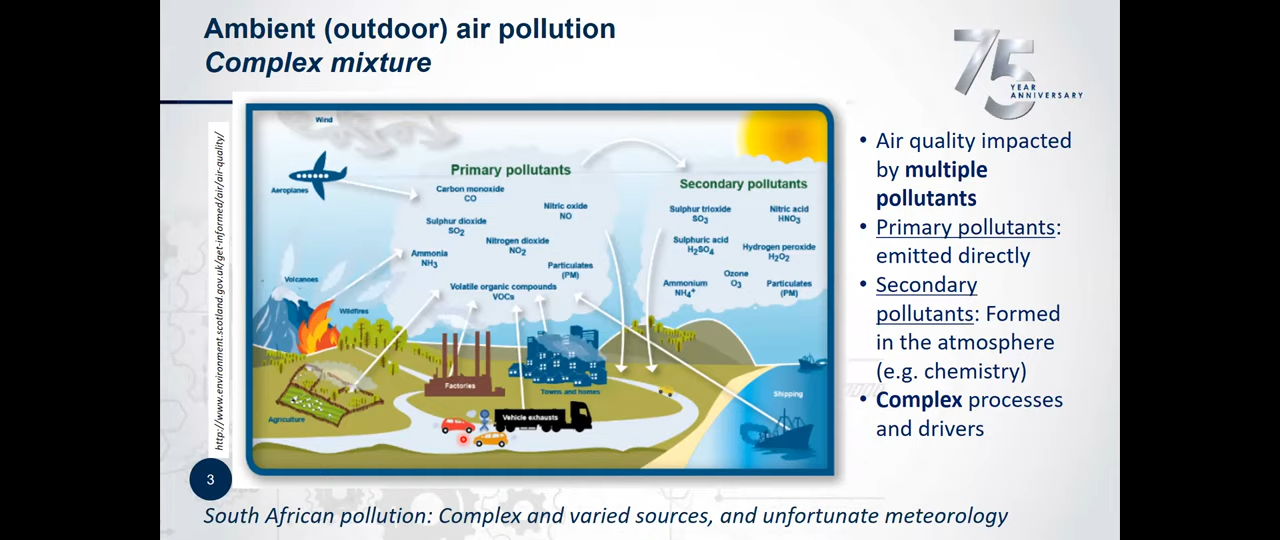 Ambient (outdoor) air pollution
Complex mixture
75
YEAR
ANNIVERSARY
http://www.environment.scotland.gov.uk/get-informed/air/air-quality/
Wind
Aeroplanes
Primary pollutants
Carbon monoxide
CO
Nitric oxide
NO
Sulphur dioxide
SO₂
Nitrogen dioxide
NO₂
Ammonia
NH₃
Particulates
(PM)
Volatile organic compounds
VOCs
Secondary pollutants
Sulphur trioxide
SO₃
Nitric acid
HNO₃
Sulphuric acid
H₂SO₄
Hydrogen peroxide
H₂O₂
Ozone
O₃
Ammonium
NH₄⁺
Particulates
(PM)
Volcanoes
Wildfires
Factories
Towns and homes
Shipping
Agriculture
Vehicle exhausts
• Air quality impacted
by multiple
pollutants
• Primary pollutants:
emitted directly
• Secondary
pollutants: Formed
in the atmosphere
(e.g. chemistry)
• Complex processes
and drivers
3
South African pollution: Complex and varied sources, and unfortunate meteorology